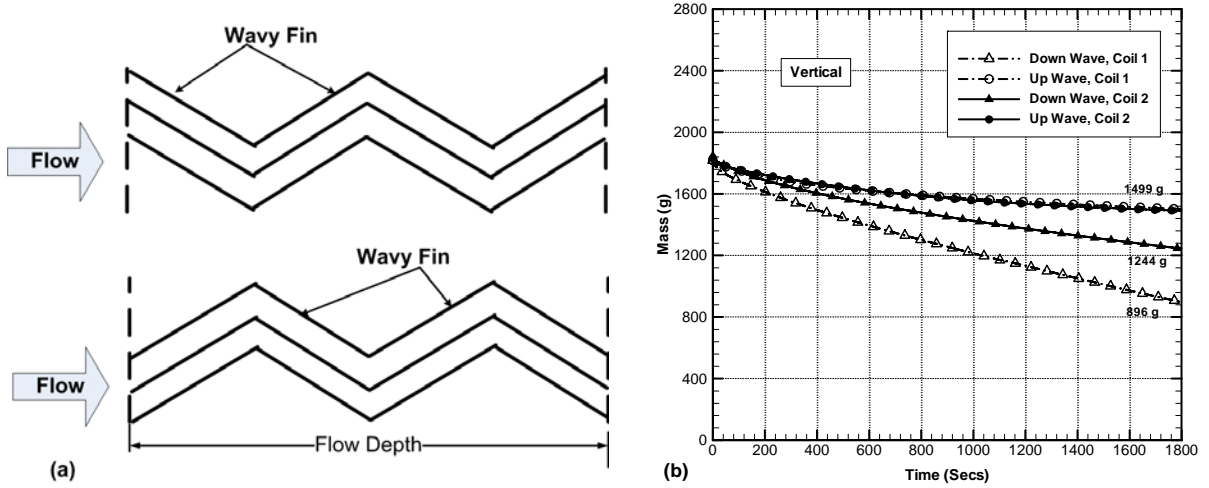 Wavy Fin
Flow
Wavy Fin
Flow
Flow Depth
(a)
2800
2400
2000
1600
1200
800
400
0
Mass (g)
Vertical
Down Wave, Coil 1
Up Wave, Coil 1
Down Wave, Coil 2
Up Wave, Coil 2
1499 g
1244 g
896 g
0 200 400 600 800 1000 1200 1400 1600 1800
Time (Secs)
(b)